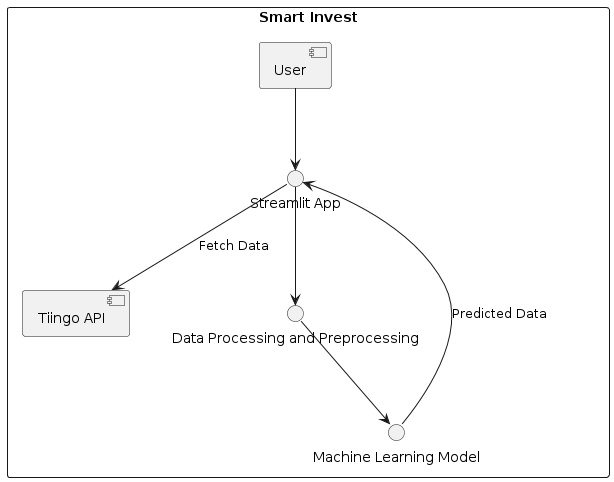 Smart Invest
User
Streamlit App
Fetch Data
Tiingo API
Predicted Data
Data Processing and Preprocessing
Machine Learning Model